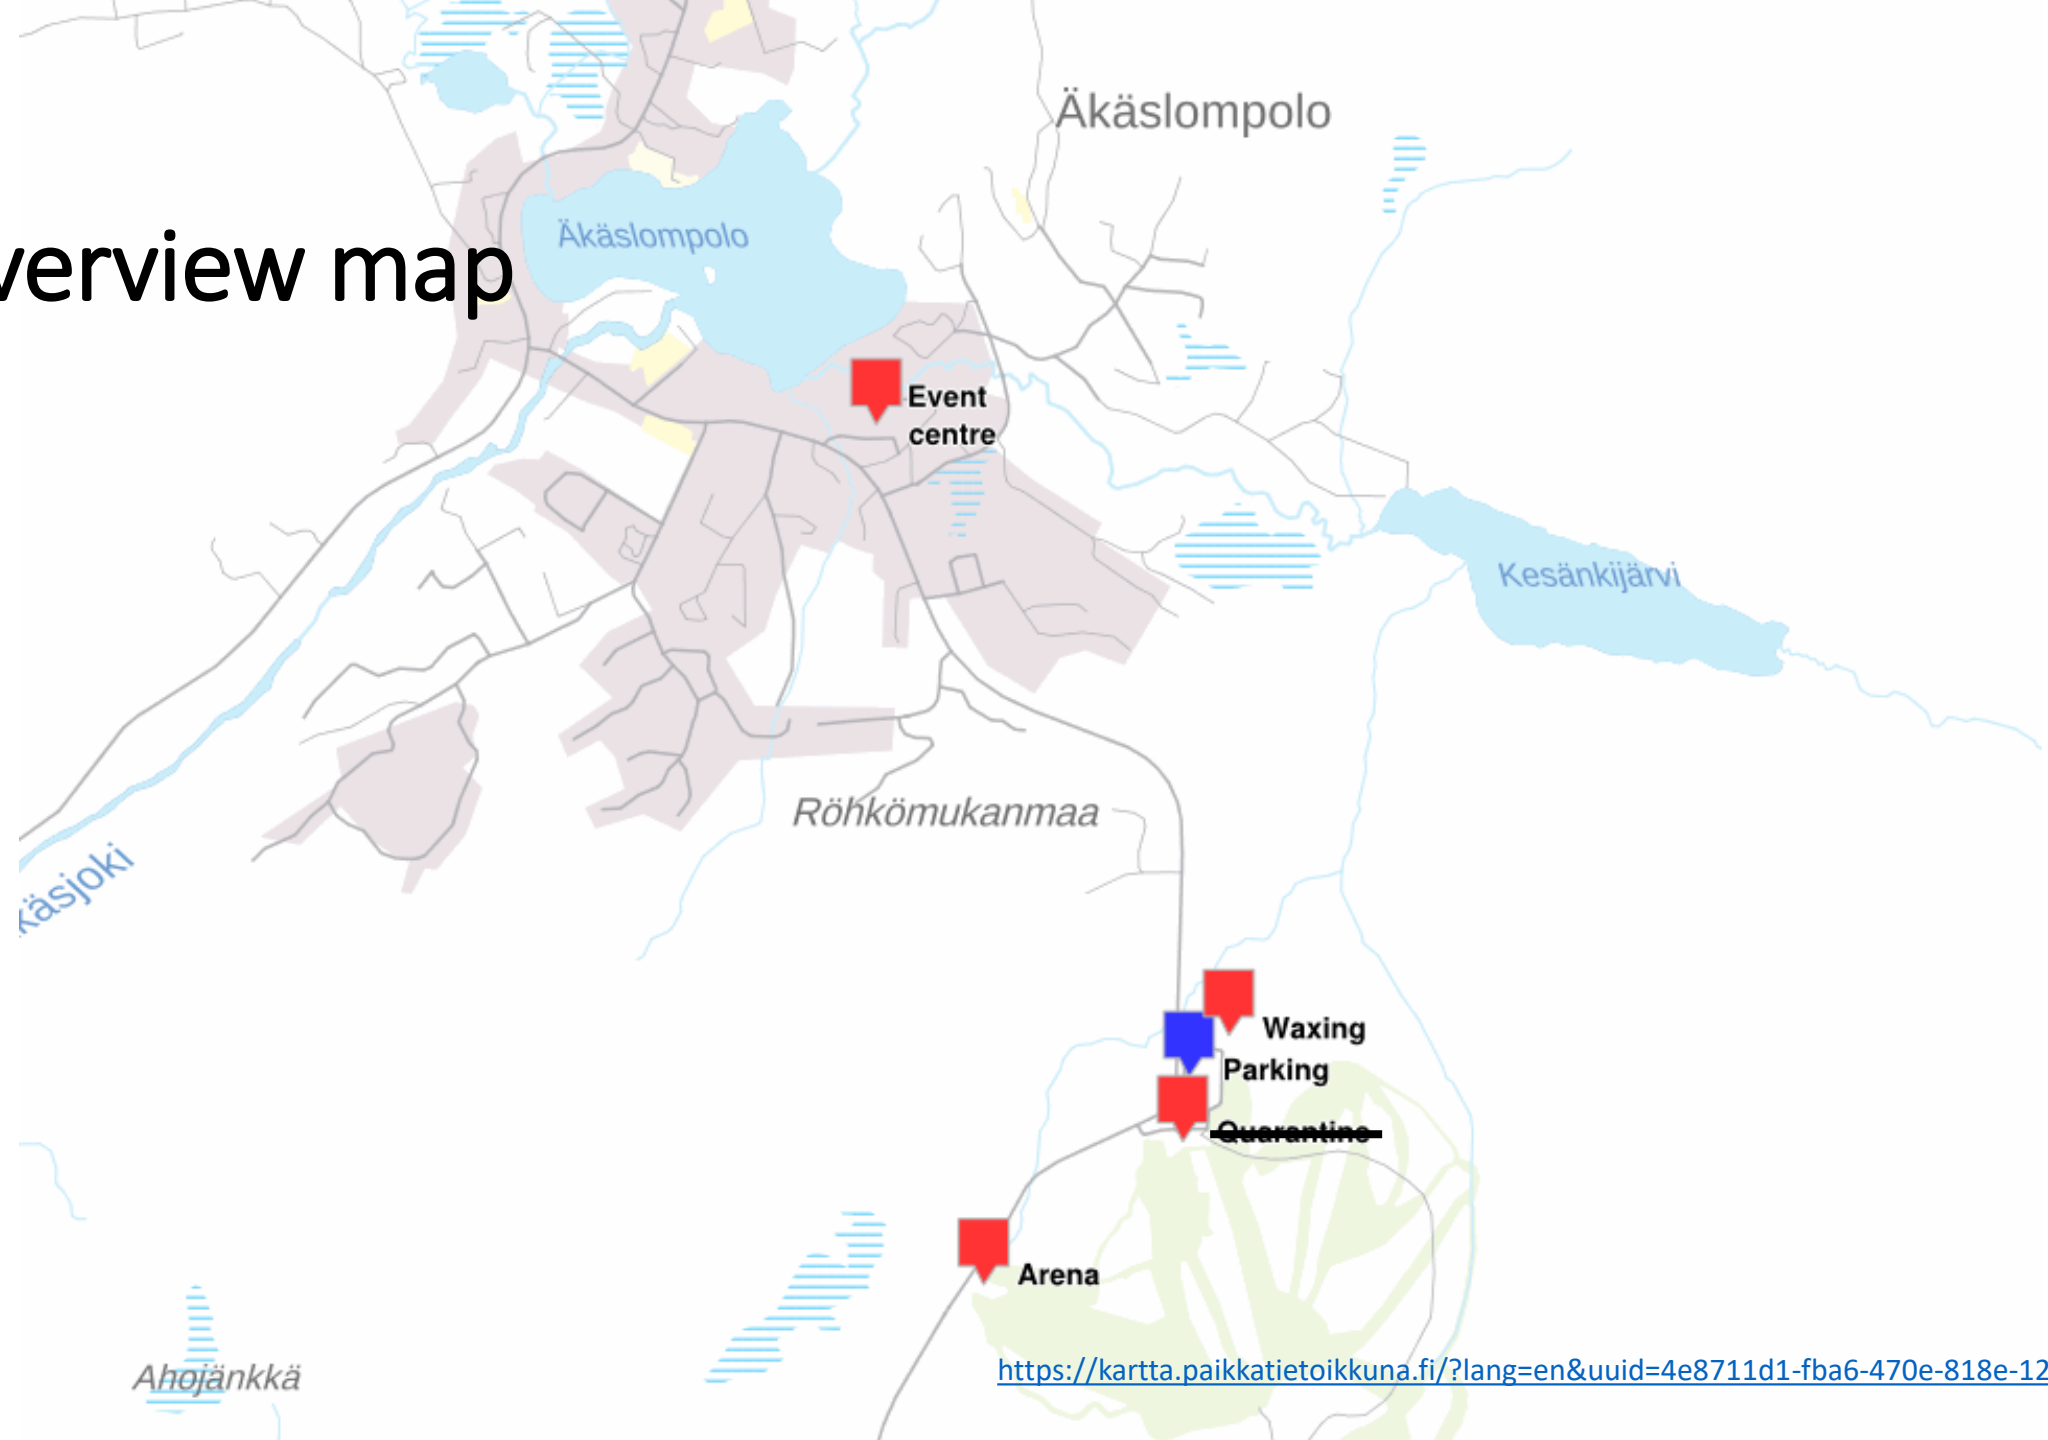 Äkäslompolo
Äkäslompolo
verview map
Event
centre
Kesänkijärvi
Röhkömukanmaa
käsjoki
Waxing
Parking
Quarantine
Arena
Ahojänkkä
https://kartta.paikkatietoikkuna.fi/?lang=en&uuid=4e8711d1-fba6-470e-818e-12